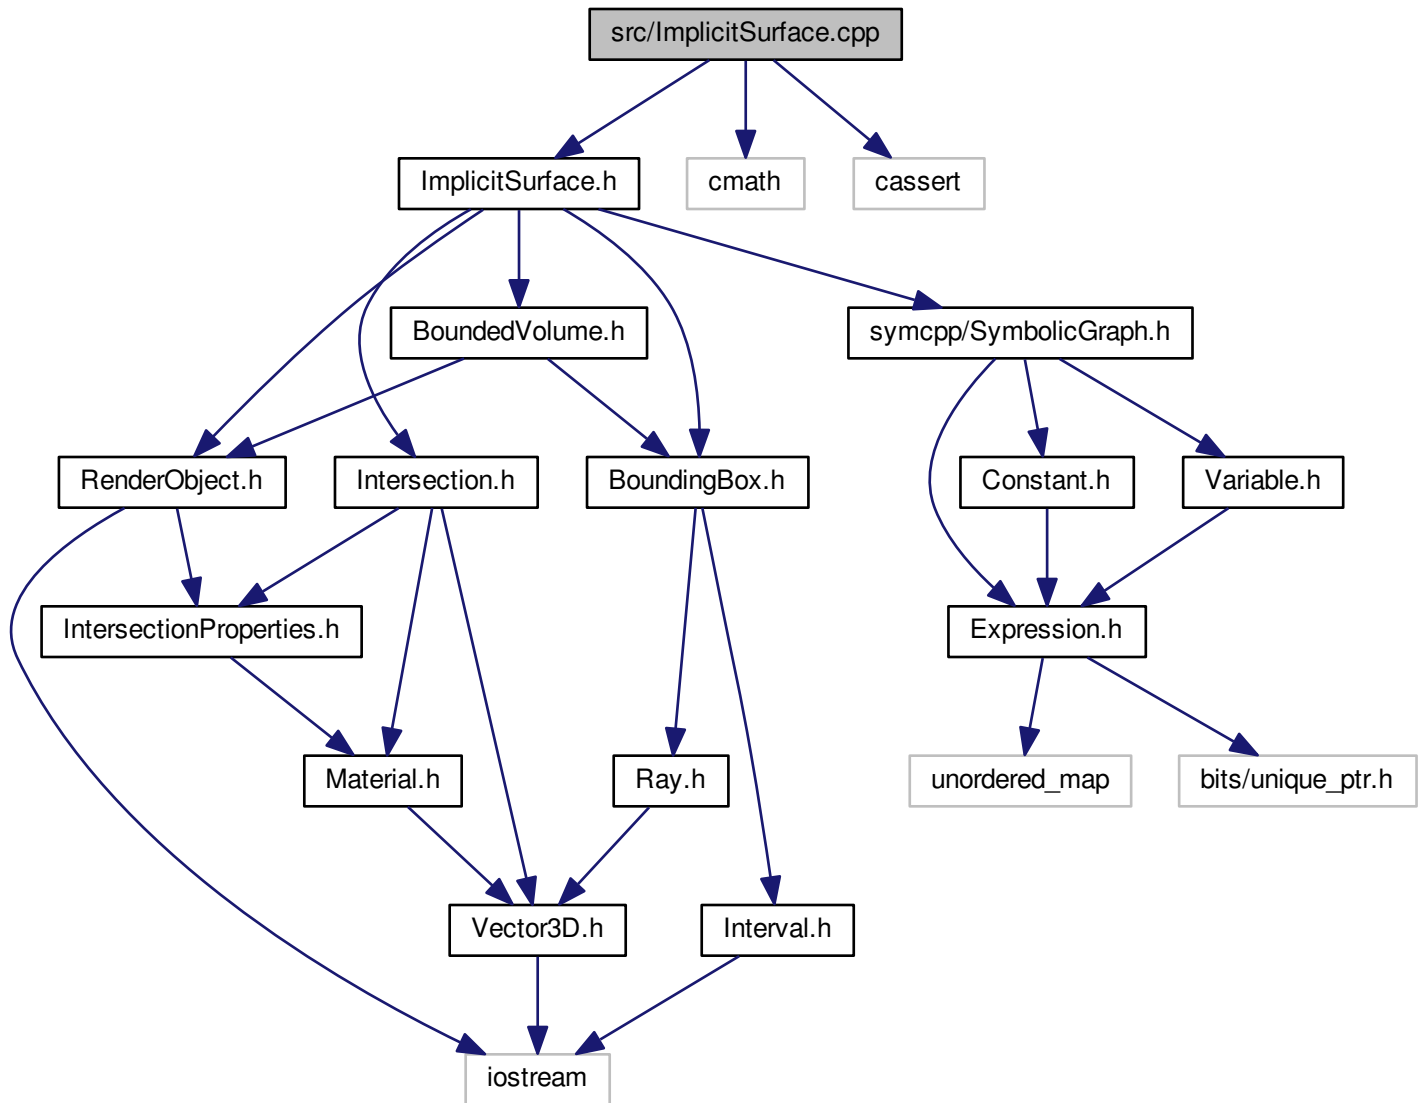 src/ImplicitSurface.cpp
ImplicitSurface.h
cmath
cassert
BoundedVolume.h
symcpp/SymbolicGraph.h
RenderObject.h
Intersection.h
BoundingBox.h
Constant.h
Variable.h
IntersectionProperties.h
Expression.h
Material.h
Ray.h
unordered_map
bits/unique_ptr.h
Vector3D.h
Interval.h
iostream